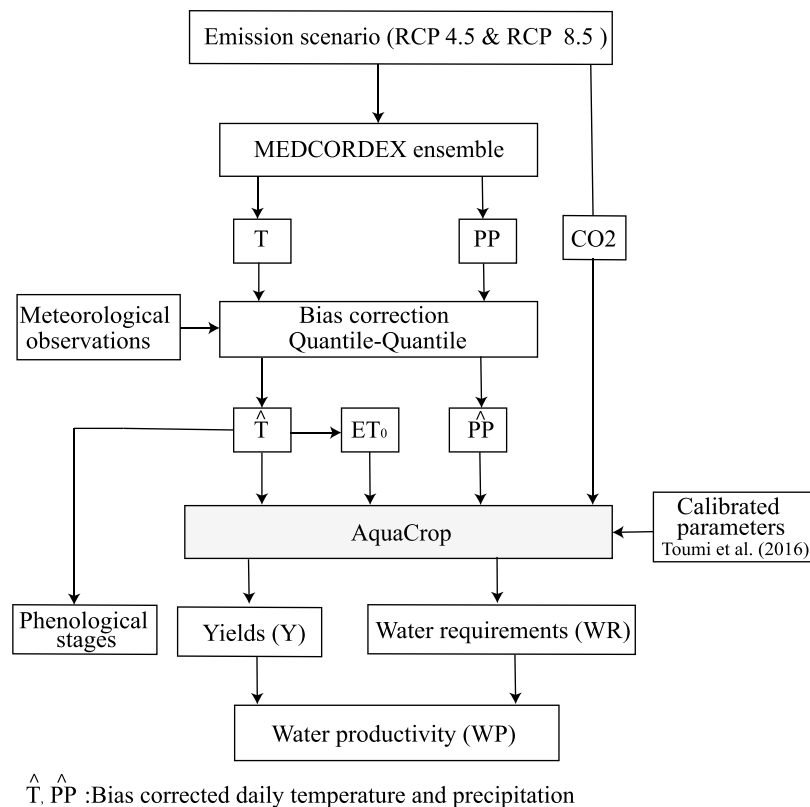 Emission scenario (RCP 4.5 & RCP 8.5 )
MEDCORDEX ensemble
T
PP
CO2
Meteorological
observations
Bias correction
Quantile-Quantile
T̂
ET₀
P̂P
AquaCrop
Calibrated
parameters
Toumi et al. (2016)
Phenological
stages
Yields (Y)
Water requirements (WR)
Water productivity (WP)
T̂, P̂P :Bias corrected daily temperature and precipitation